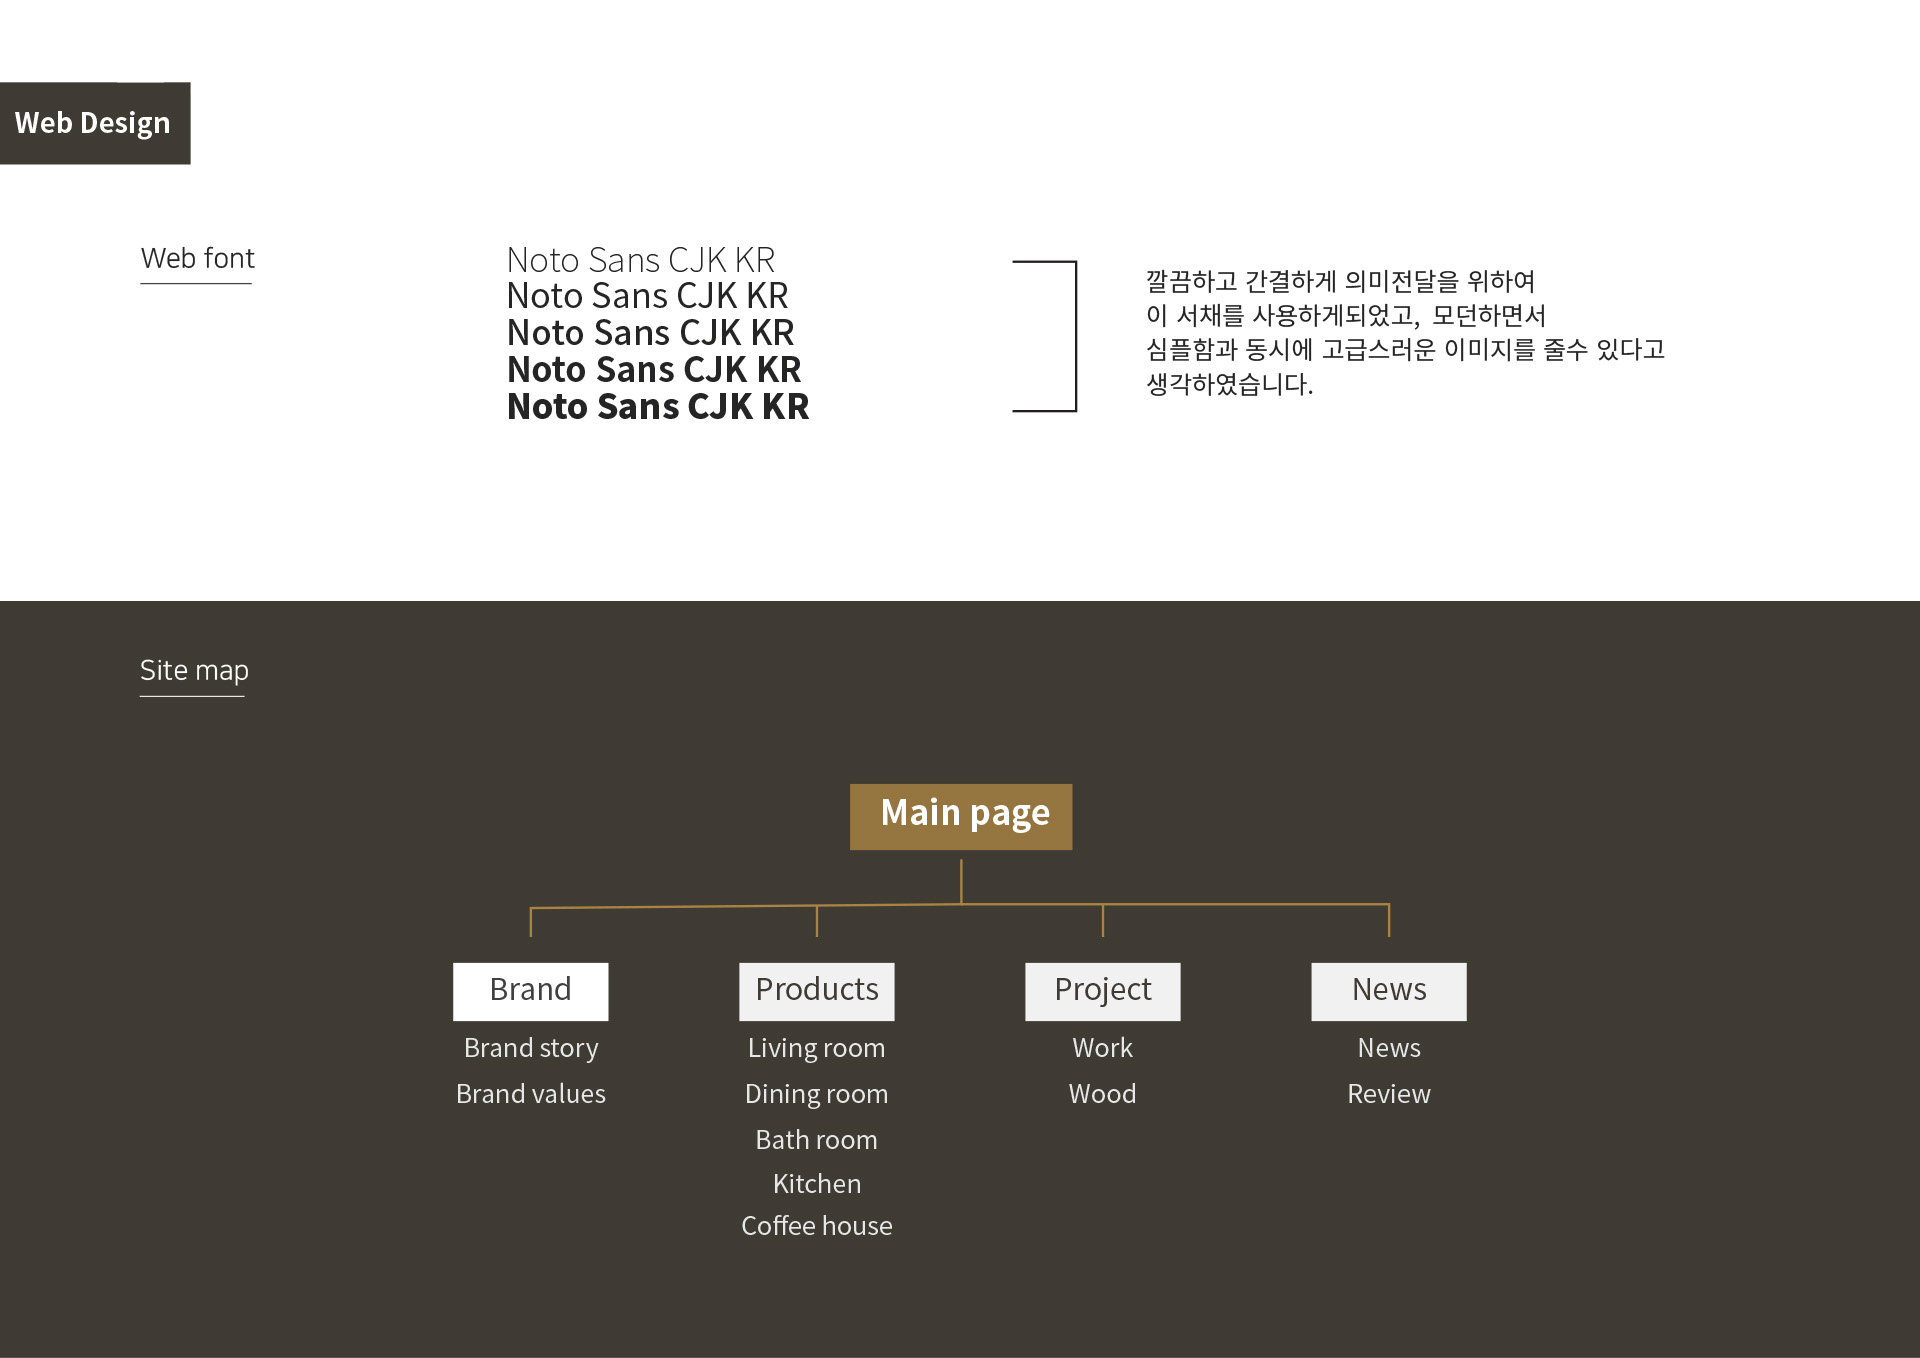 Web Design
Web font
Noto Sans CJK KR
Noto Sans CJK KR
Noto Sans CJK KR
Noto Sans CJK KR
Noto Sans CJK KR
깔끔하고 간결하게 의미전달을 위하여
이 서채를 사용하게되었고, 모던하면서
심플함과 동시에 고급스러운 이미지를 줄수 있다고
생각하였습니다.
Site map
Main page
Brand
Brand story
Brand values
Products
Living room
Dining room
Bath room
Kitchen
Coffee house
Project
Work
Wood
News
News
Review